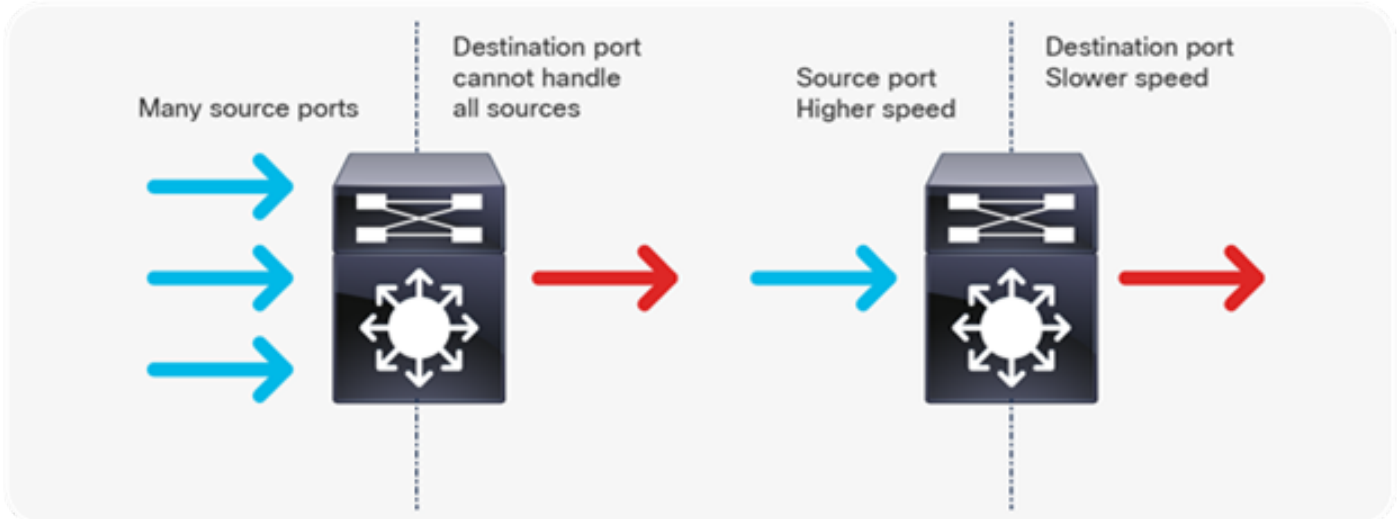 Many source ports
Destination port
cannot handle
all sources
Source port
Higher speed
Destination port
Slower speed